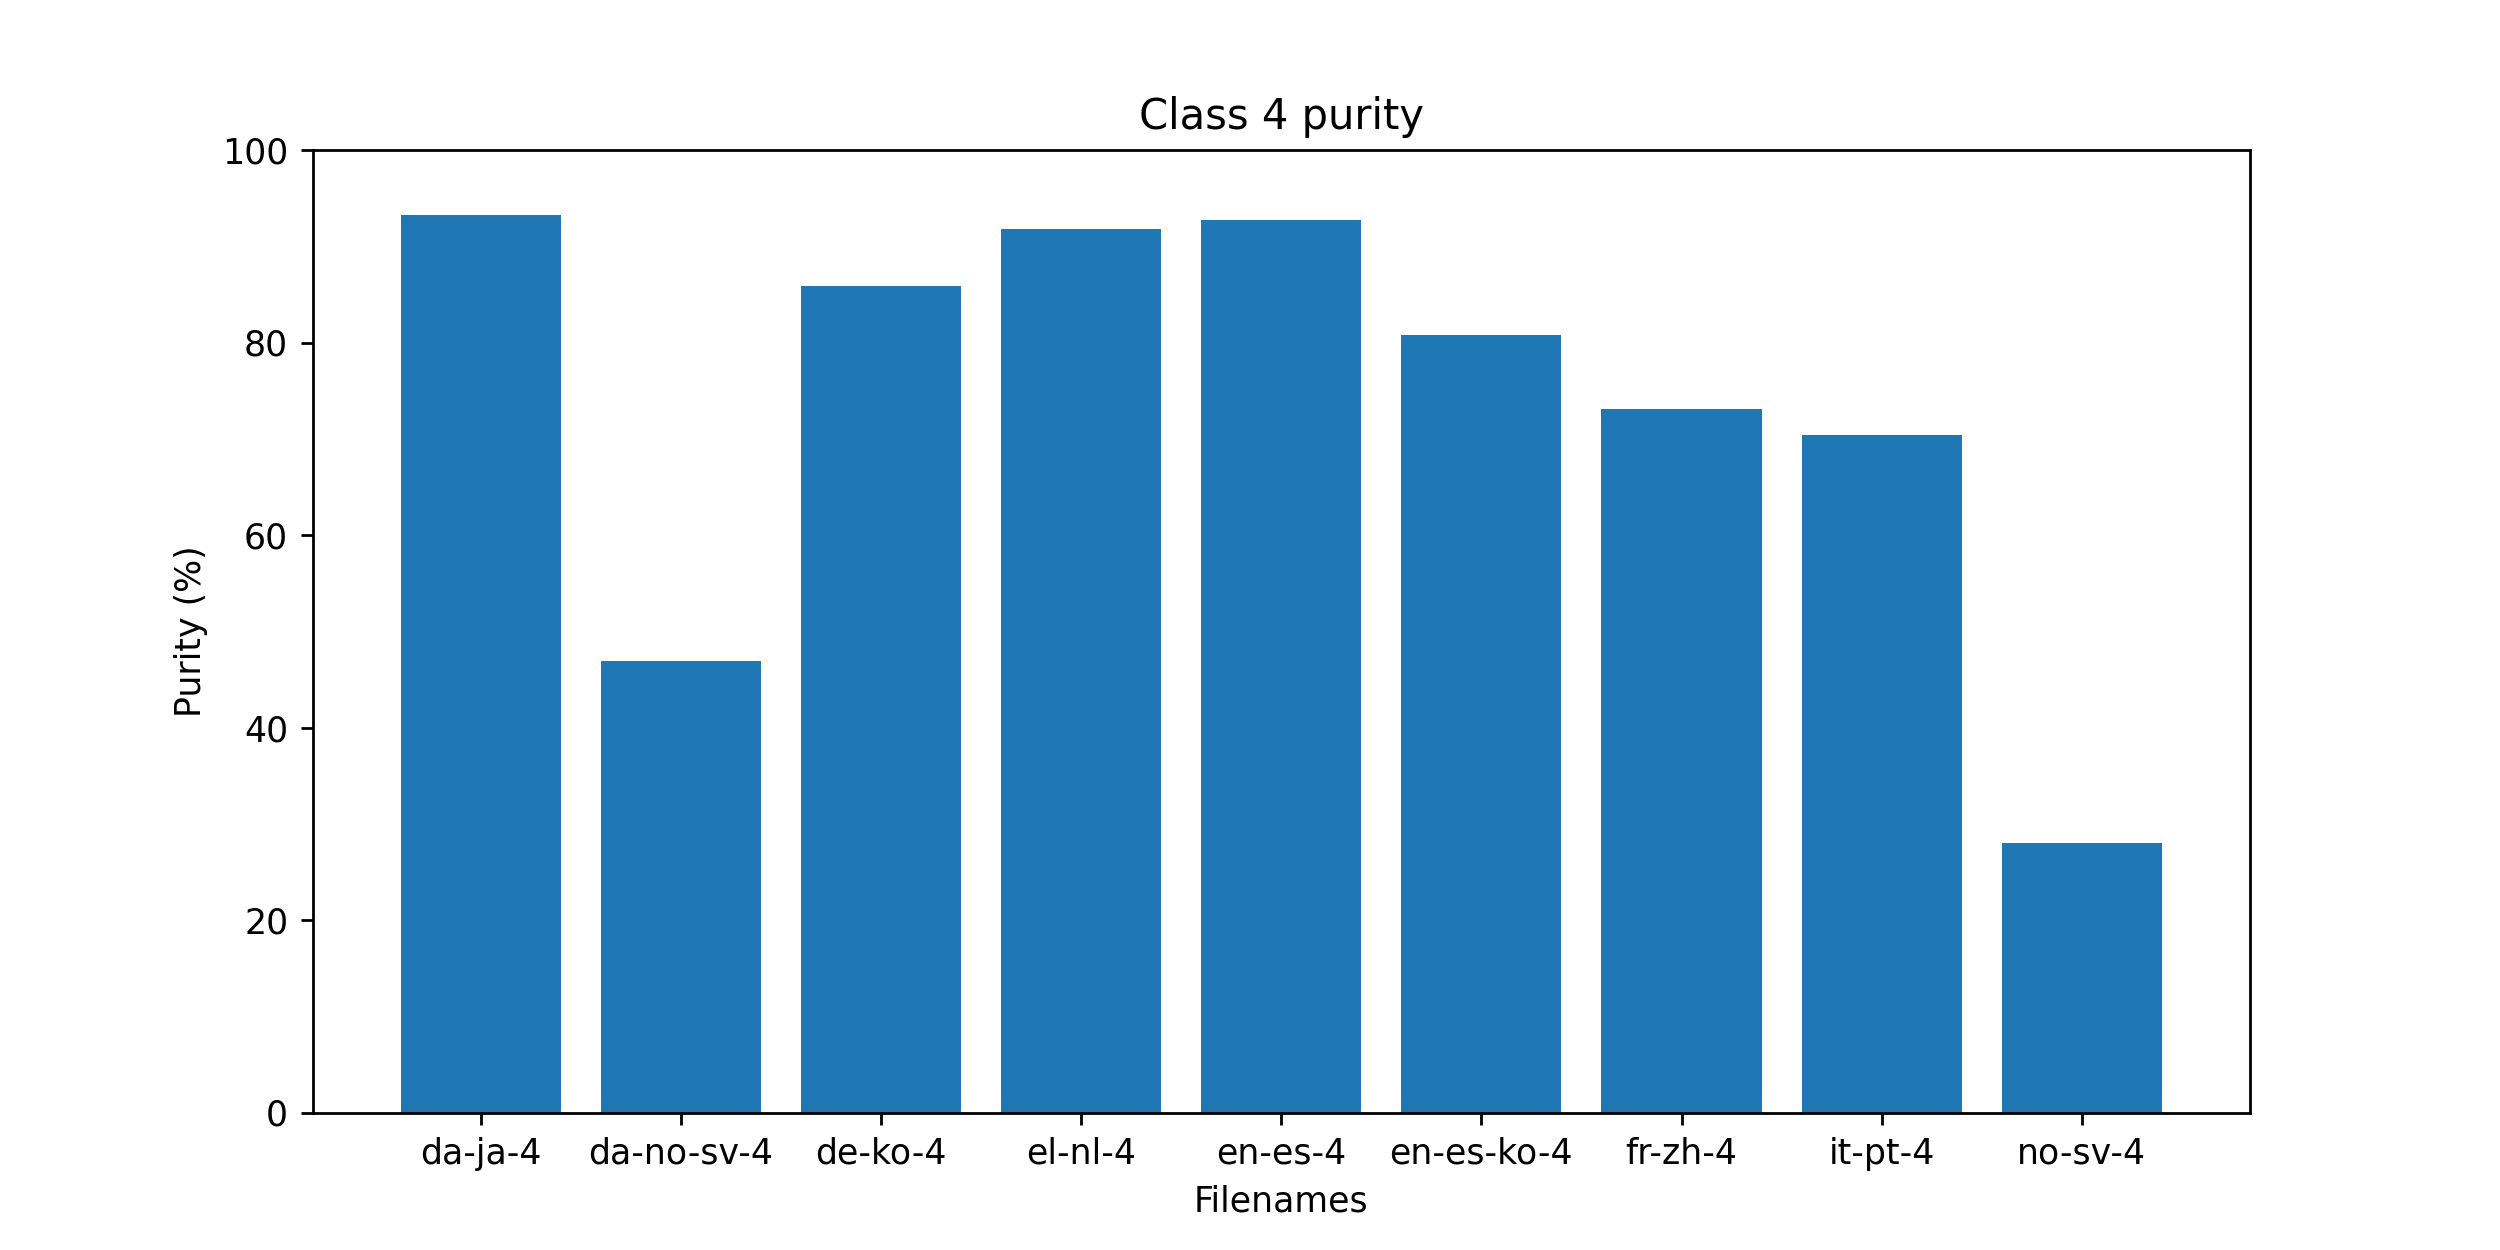 Class 4 purity
100
80
60
40
20
0
Purity (%)
da-ja-4 da-no-sv-4 de-ko-4 el-nl-4 en-es-4 en-es-ko-4 fr-zh-4 it-pt-4 no-sv-4
Filenames